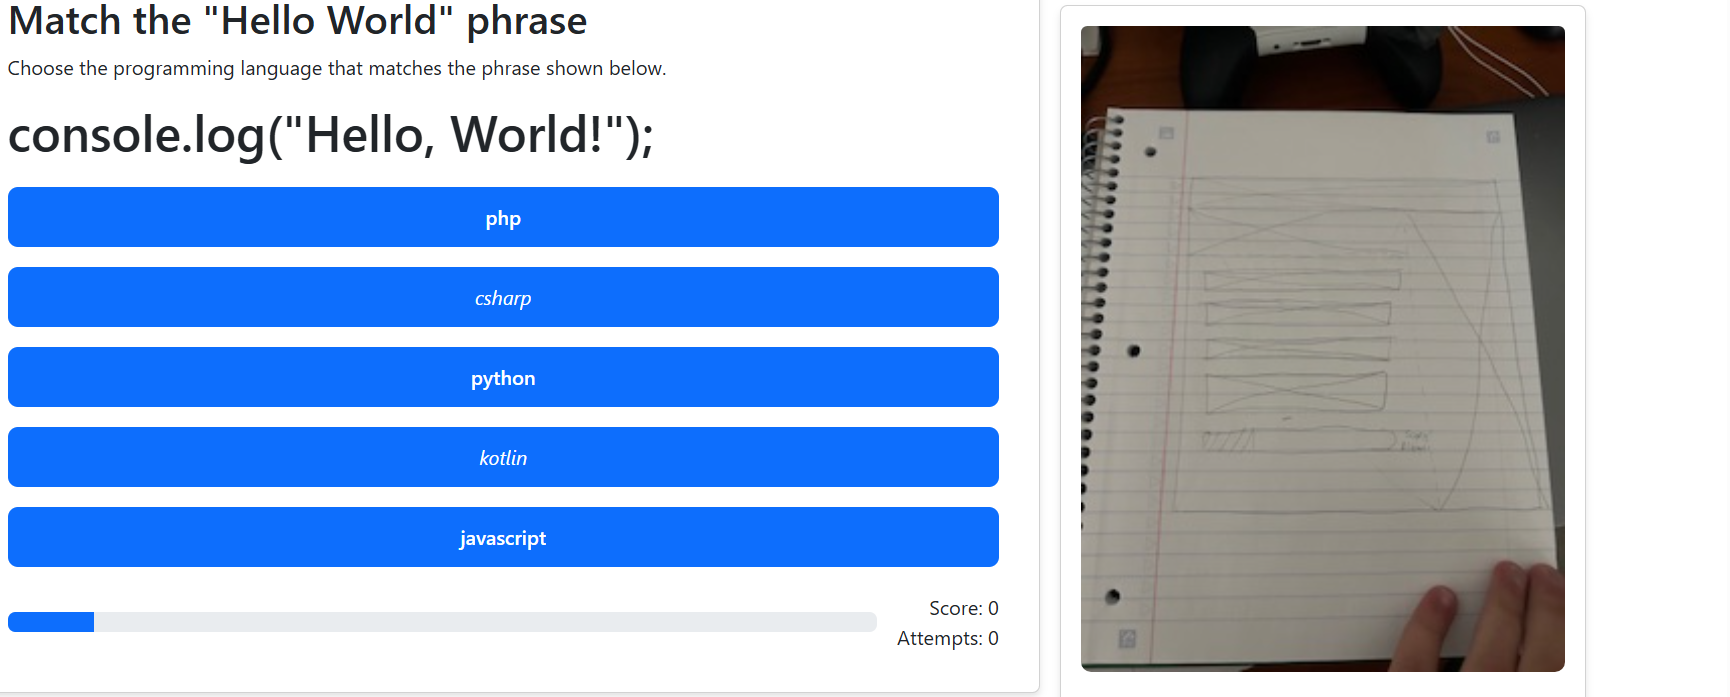 Match the "Hello World" phrase
Choose the programming language that matches the phrase shown below.
console.log("Hello, World!");
php
csharp
python
kotlin
javascript
Score: 0
Attempts: 0